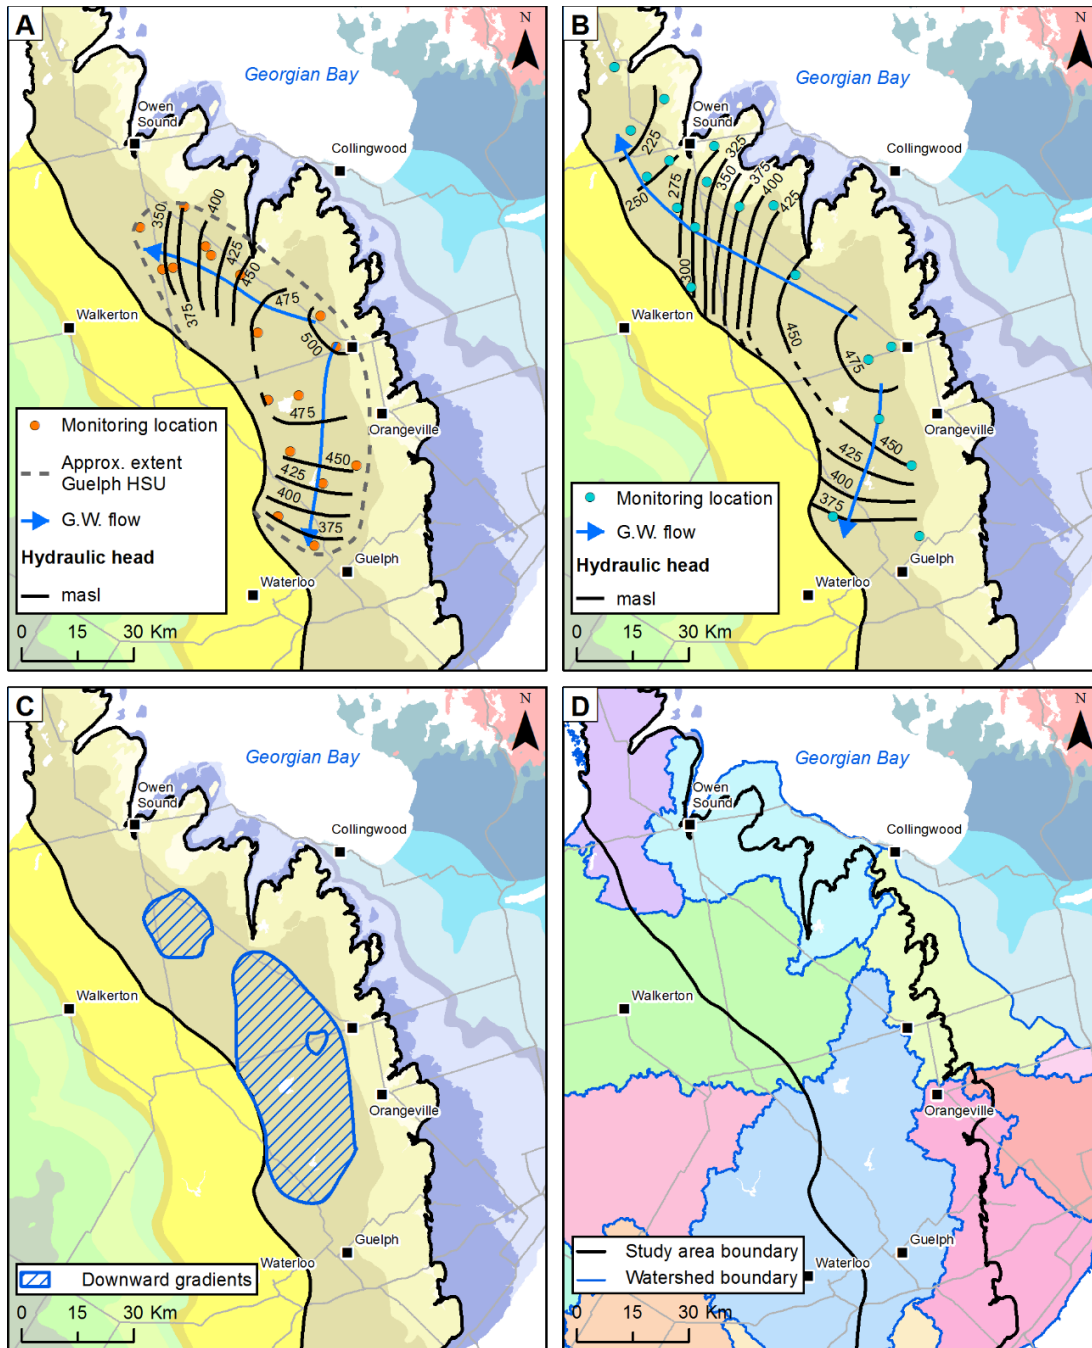 A
N
Georgian Bay
Owen
Sound
Collingwood
350
400
425
450
375
475
500
Walkerton
475
Orangeville
450
425
400
375
Guelph
Waterloo
Monitoring location
Approx. extent
Guelph HSU
G.W. flow
Hydraulic head
masl
0 15 30 Km
B
N
Georgian Bay
Owen
Sound
Collingwood
225
325
375
275
350
400
250
425
300
Walkerton
450
475
Orangeville
450
425
400
375
Guelph
Waterloo
Monitoring location
G.W. flow
Hydraulic head
masl
0 15 30 Km
C
N
Georgian Bay
Owen
Sound
Collingwood
Walkerton
Orangeville
Guelph
Waterloo
Downward gradients
0 15 30 Km
D
N
Georgian Bay
Owen
Sound
Collingwood
Walkerton
Orangeville
Guelph
Waterloo
Study area boundary
Watershed boundary
0 15 30 Km